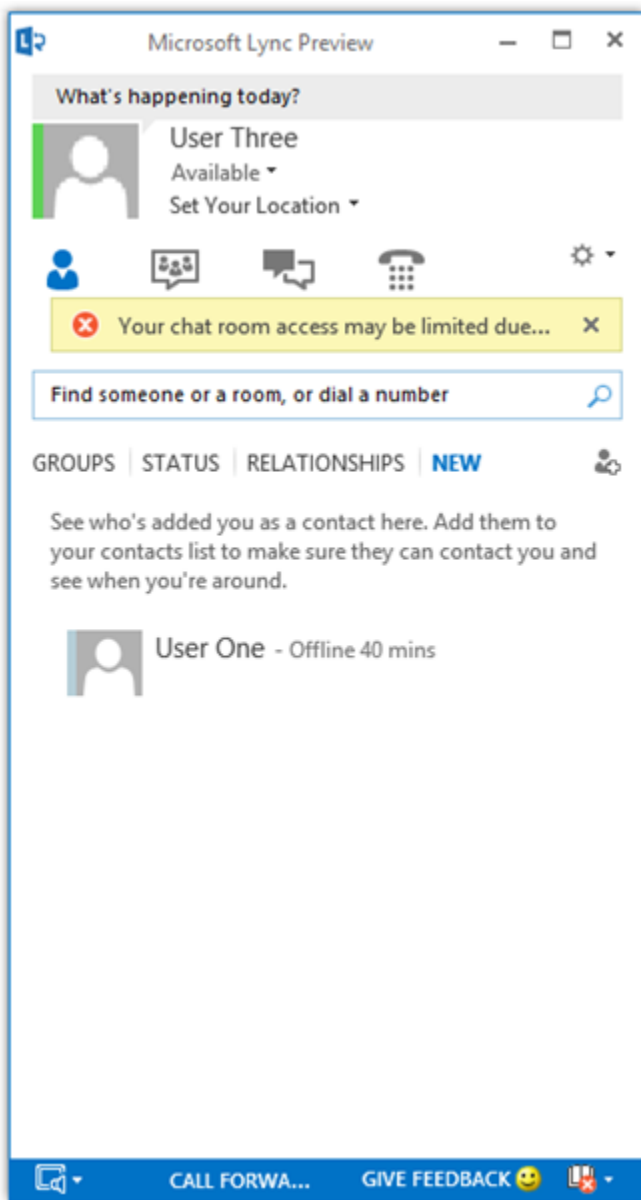 Microsoft Lync Preview
What's happening today?
User Three
Available
Set Your Location
Your chat room access may be limited due...
Find someone or a room, or dial a number
GROUPS STATUS RELATIONSHIPS NEW
See who's added you as a contact here. Add them to
your contacts list to make sure they can contact you and
see when you're around.
User One - Offline 40 mins
CALL FORWA... GIVE FEEDBACK